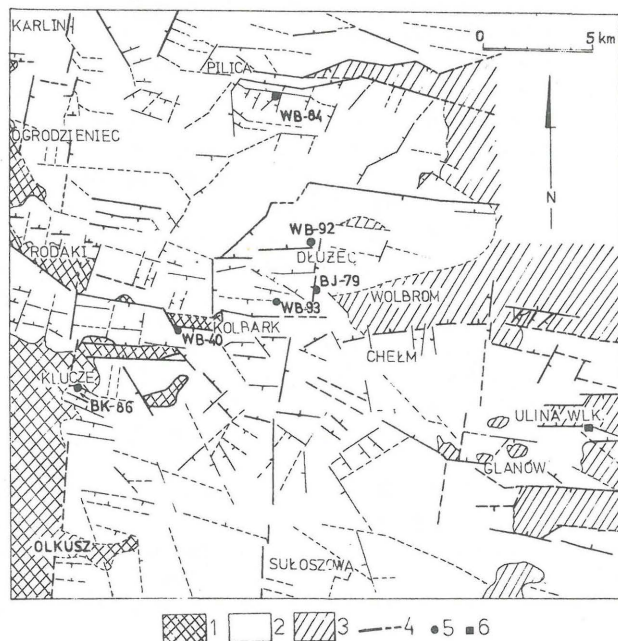 KARLIN
0 5 km
PILICA
WB-84
OGRODZIENIEC
N
WB-92
RODAKI
DŁUŻEC
BJ-79
WB-93
WOLBROM
KOLBARK
WB-40
CHEŁM
KLUCZE
BK-86
ULINA WLK.
GLANÓW
OLKUSZ
SUŁOSZOWA
1 2 3 4 5 6